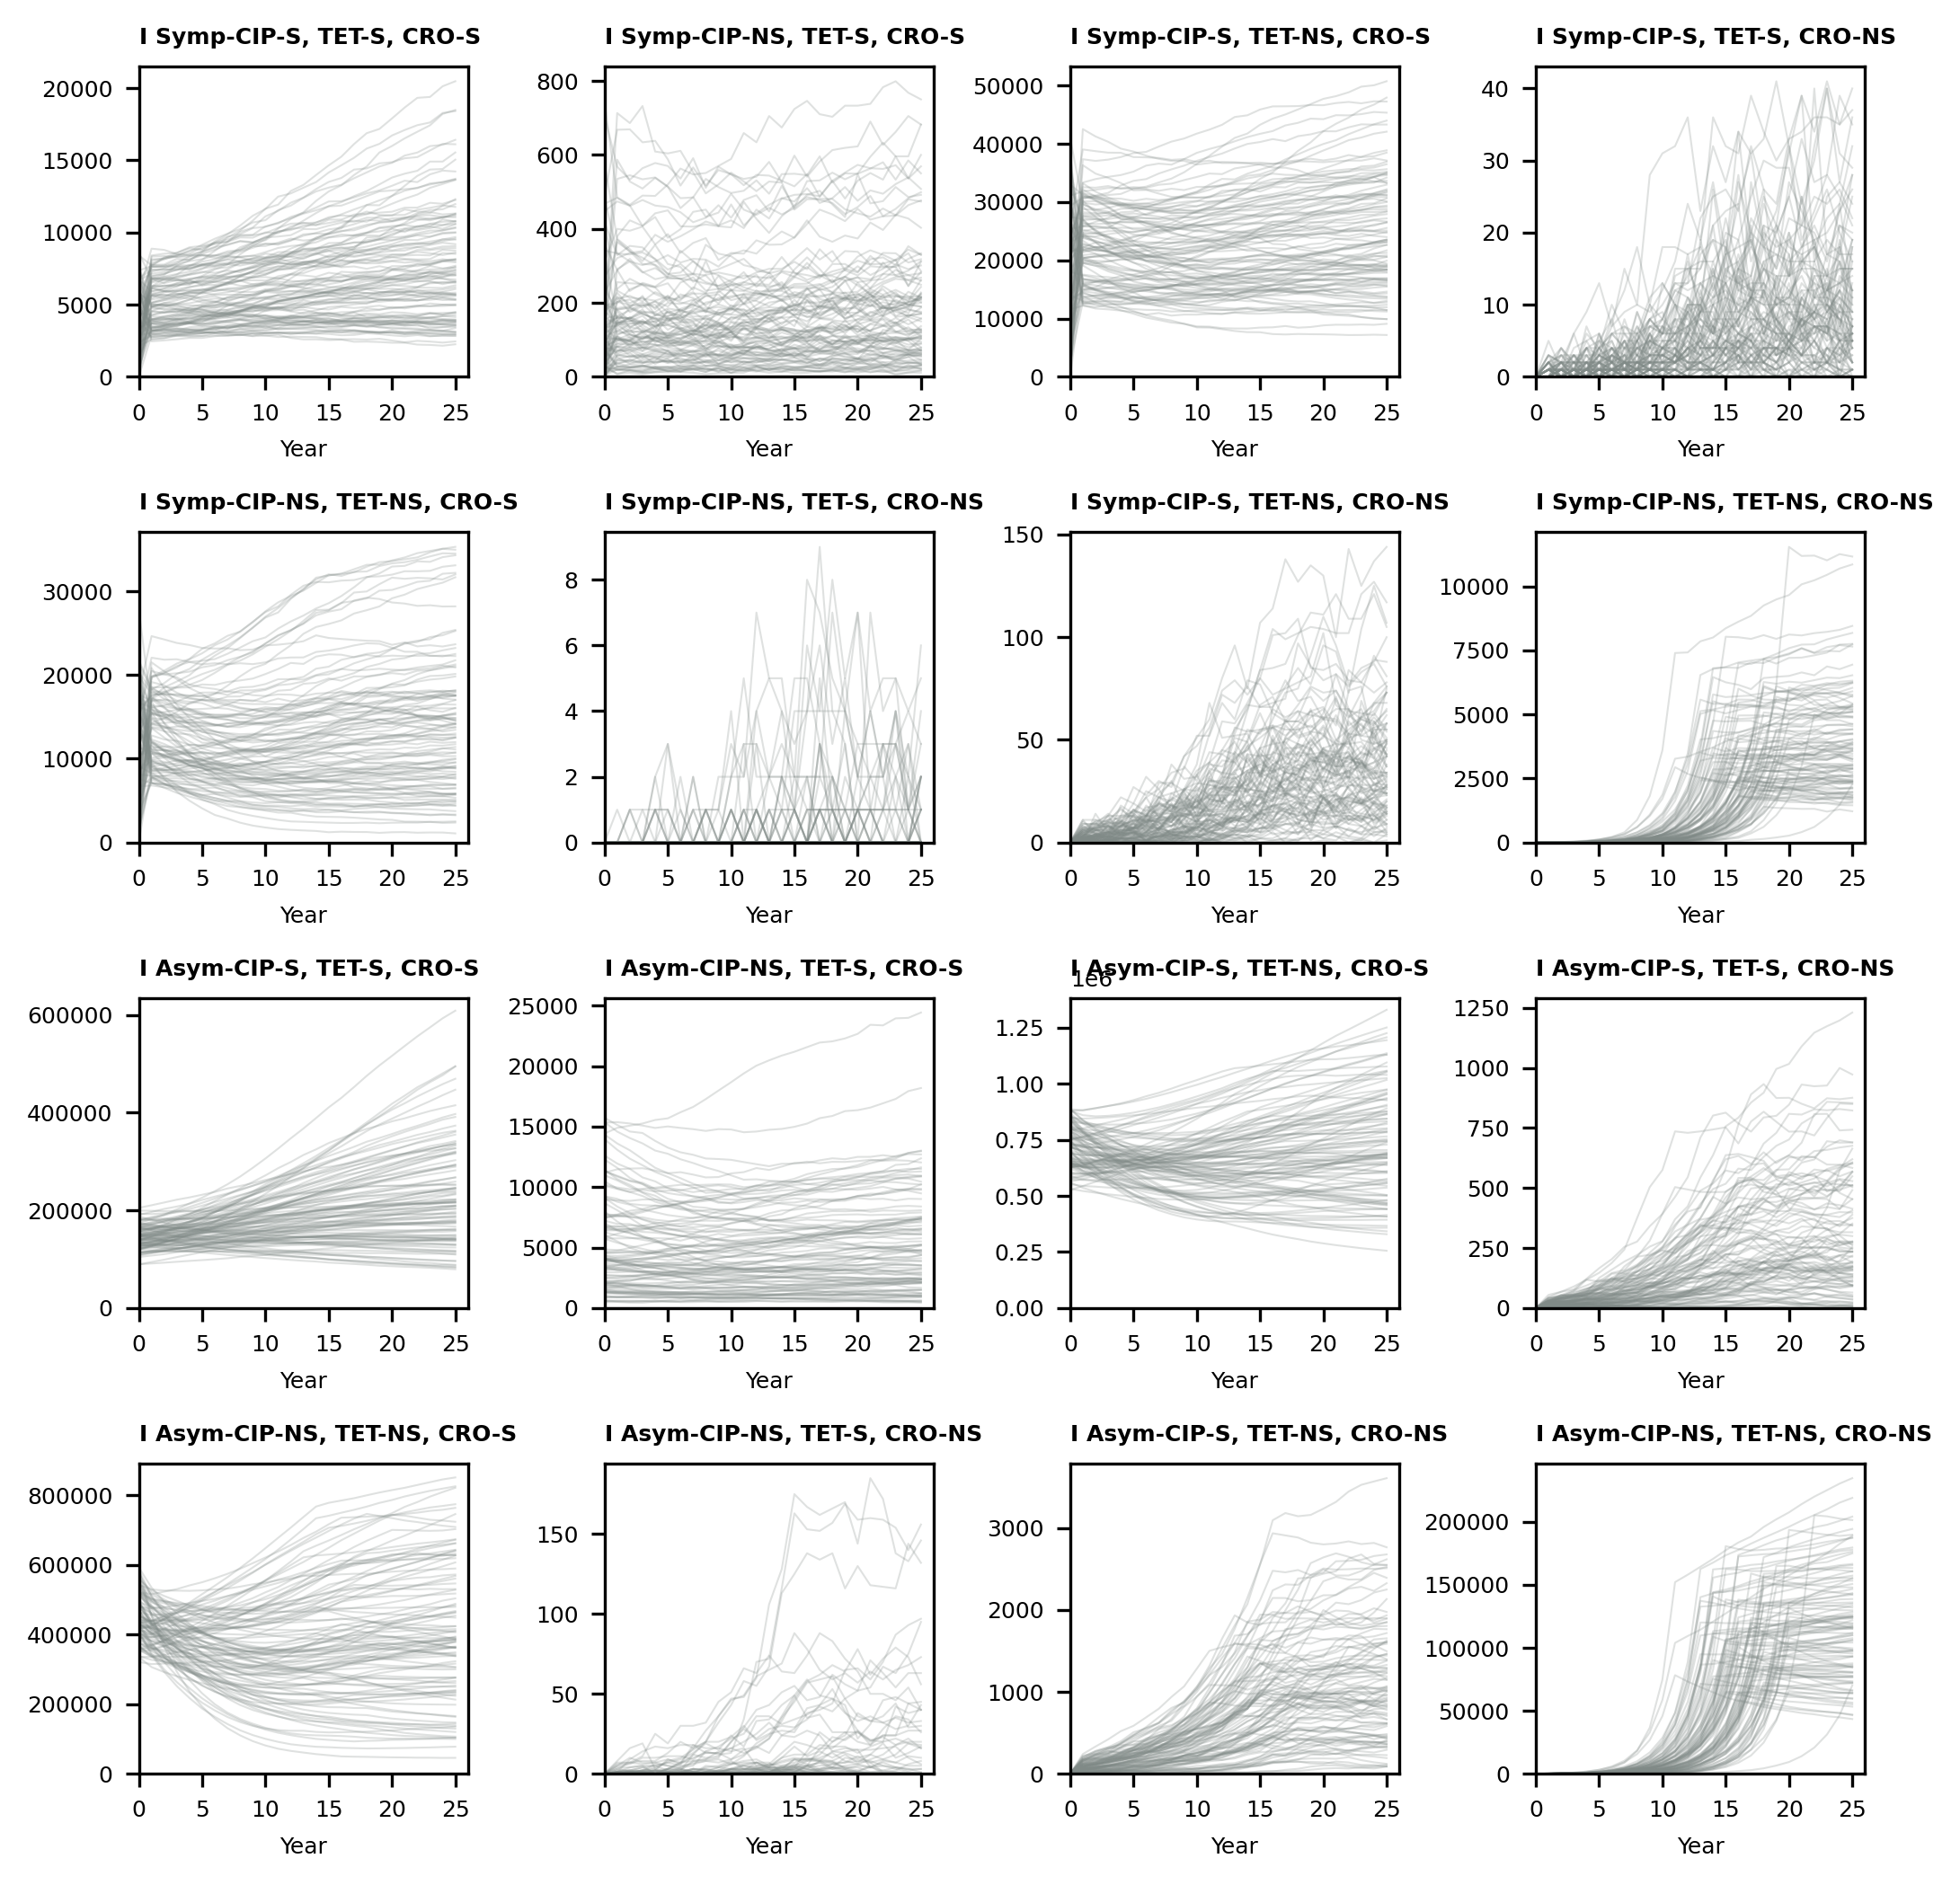 I Symp-CIP-S, TET-S, CRO-S
20000
15000
10000
5000
0
0 5 10 15 20 25
Year
I Symp-CIP-NS, TET-S, CRO-S
800
600
400
200
0
0 5 10 15 20 25
Year
I Symp-CIP-S, TET-NS, CRO-S
50000
40000
30000
20000
10000
0
0 5 10 15 20 25
Year
I Symp-CIP-S, TET-S, CRO-NS
40
30
20
10
0
0 5 10 15 20 25
Year
I Symp-CIP-NS, TET-NS, CRO-S
30000
20000
10000
0
0 5 10 15 20 25
Year
I Symp-CIP-NS, TET-S, CRO-NS
8
6
4
2
0
0 5 10 15 20 25
Year
I Symp-CIP-S, TET-NS, CRO-NS
150
100
50
0
0 5 10 15 20 25
Year
I Symp-CIP-NS, TET-NS, CRO-NS
10000
7500
5000
2500
0
0 5 10 15 20 25
Year
I Asym-CIP-S, TET-S, CRO-S
600000
400000
200000
0
0 5 10 15 20 25
Year
I Asym-CIP-NS, TET-S, CRO-S
25000
20000
15000
10000
5000
0
0 5 10 15 20 25
Year
I Asym-CIP-S, TET-NS, CRO-S
1e6
1.25
1.00
0.75
0.50
0.25
0.00
0 5 10 15 20 25
Year
I Asym-CIP-S, TET-S, CRO-NS
1250
1000
750
500
250
0
0 5 10 15 20 25
Year
I Asym-CIP-NS, TET-NS, CRO-S
800000
600000
400000
200000
0
0 5 10 15 20 25
Year
I Asym-CIP-NS, TET-S, CRO-NS
150
100
50
0
0 5 10 15 20 25
Year
I Asym-CIP-S, TET-NS, CRO-NS
3000
2000
1000
0
0 5 10 15 20 25
Year
I Asym-CIP-NS, TET-NS, CRO-NS
200000
150000
100000
50000
0
0 5 10 15 20 25
Year